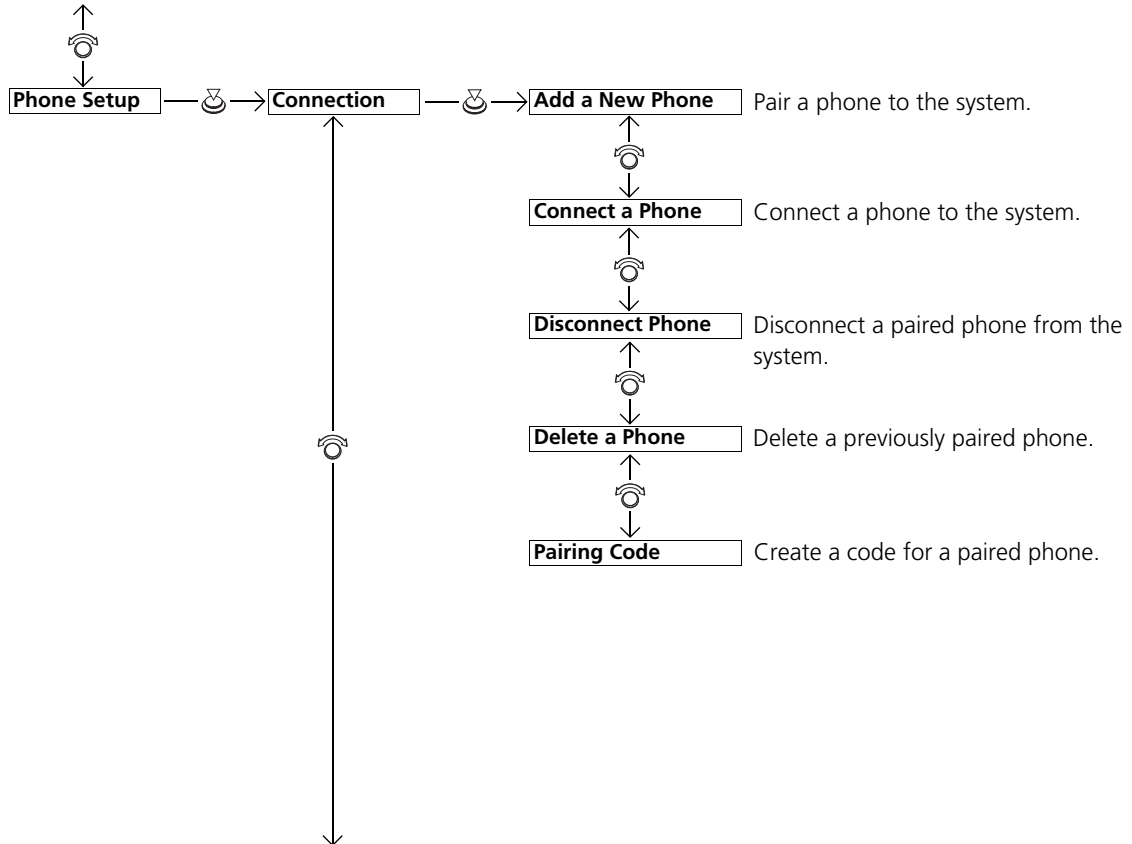 Phone Setup
Connection
Add a New Phone
Pair a phone to the system.
Connect a Phone
Connect a phone to the system.
Disconnect Phone
Disconnect a paired phone from the
system.
Delete a Phone
Delete a previously paired phone.
Pairing Code
Create a code for a paired phone.